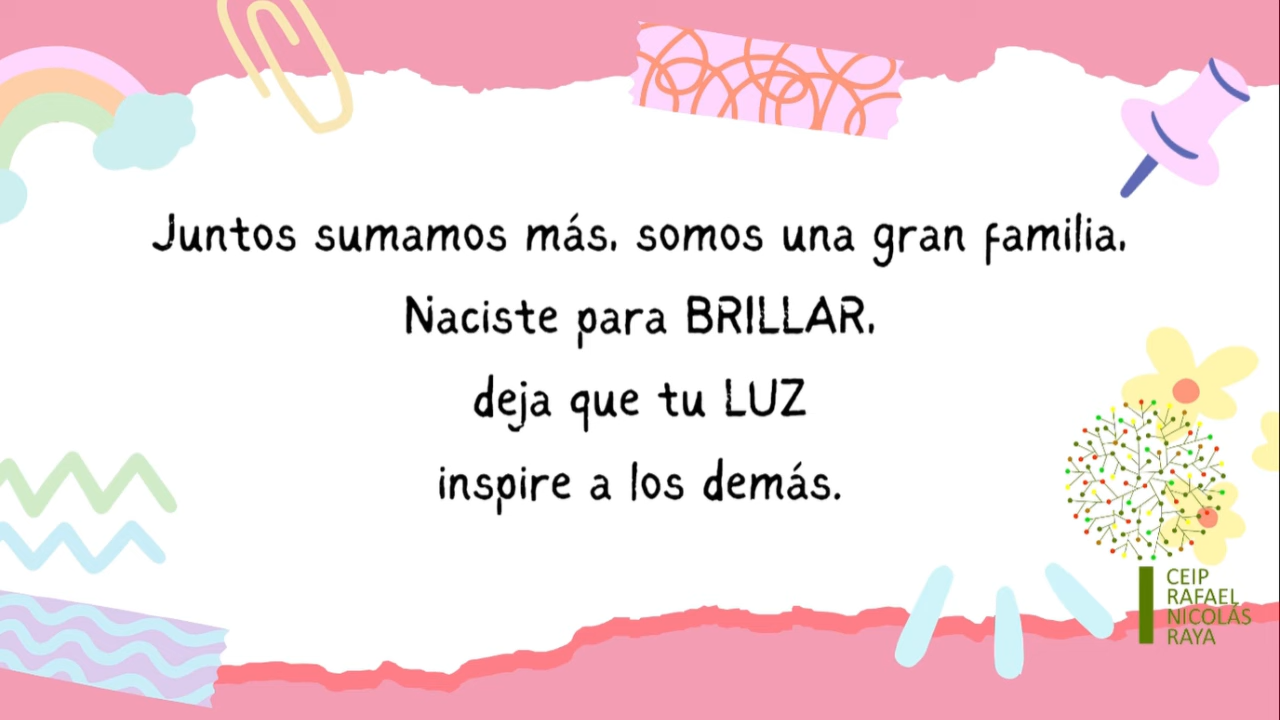 Juntos sumamos más, somos una gran familia.
Naciste para BRILLAR,
deja que tu LUZ
inspire a los demás.
CEIP
RAFAEL
NICOLÁS
RAYA